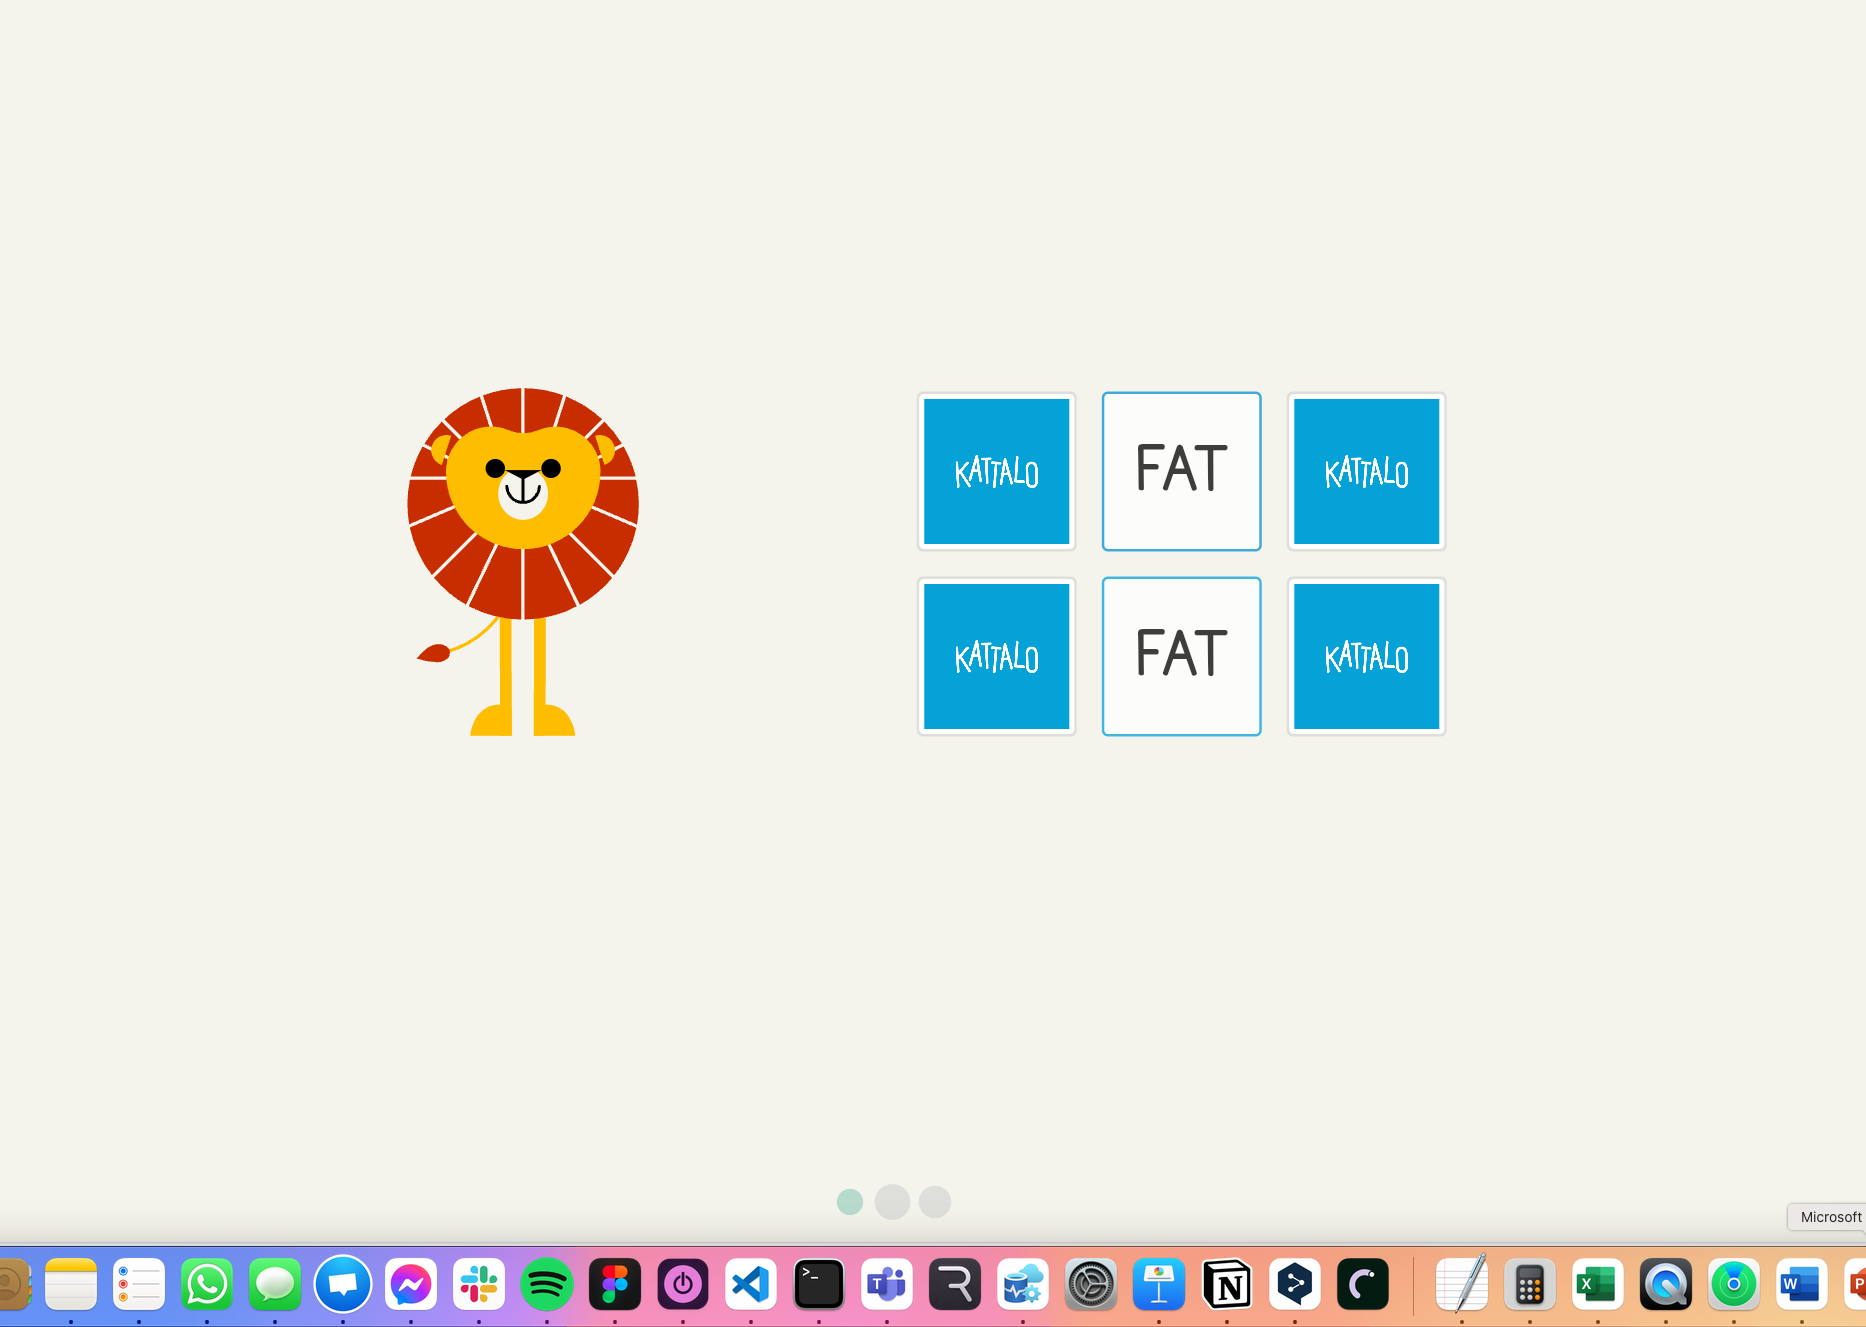 KATTALO
FAT
KATTALO
KATTALO
FAT
KATTALO
Microsoft
>_
T
N
X
W
P